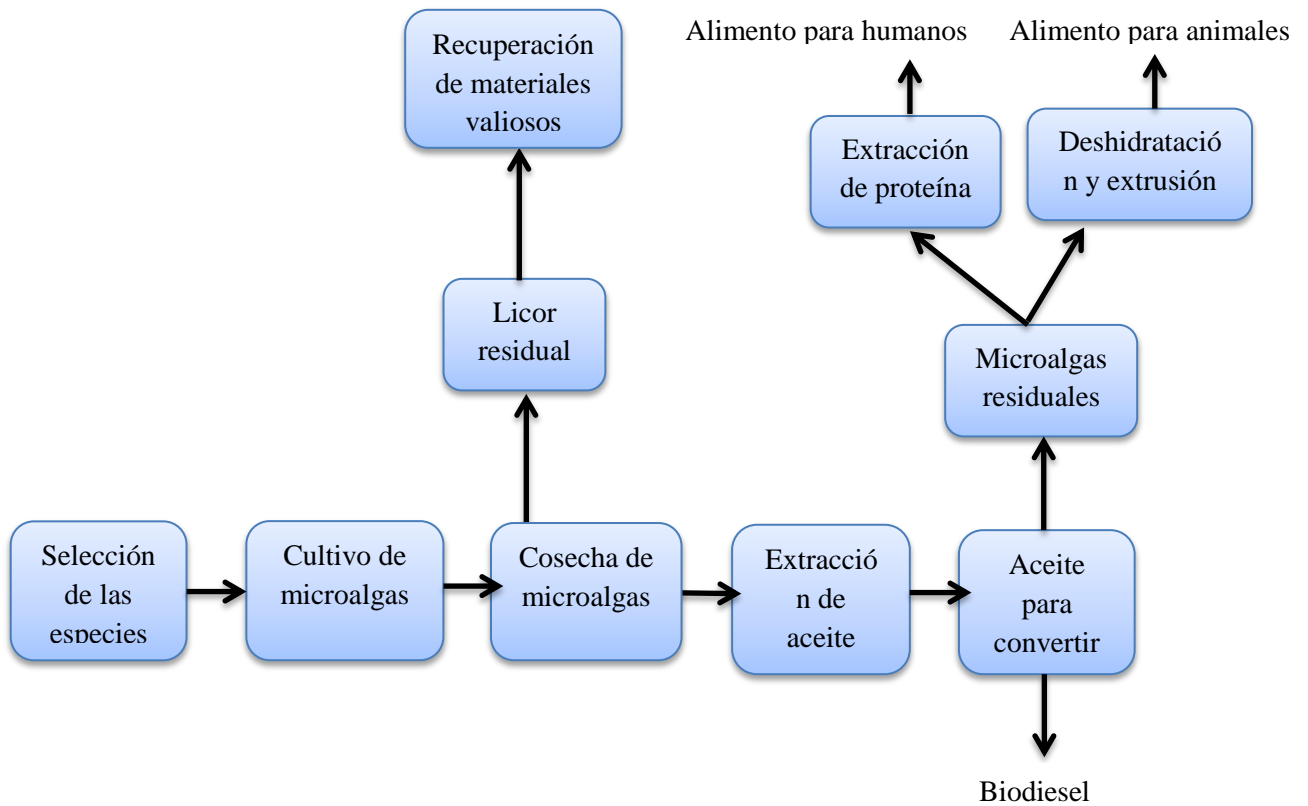 Recuperación
de materiales
valiosos
Alimento para humanos
Alimento para animales
Extracción
de proteína
Deshidratació
n y extrusión
Licor
residual
Microalgas
residuales
Selección
de las
especies
Cultivo de
microalgas
Cosecha de
microalgas
Extracció
n de
aceite
Aceite
para
convertir
Biodiesel